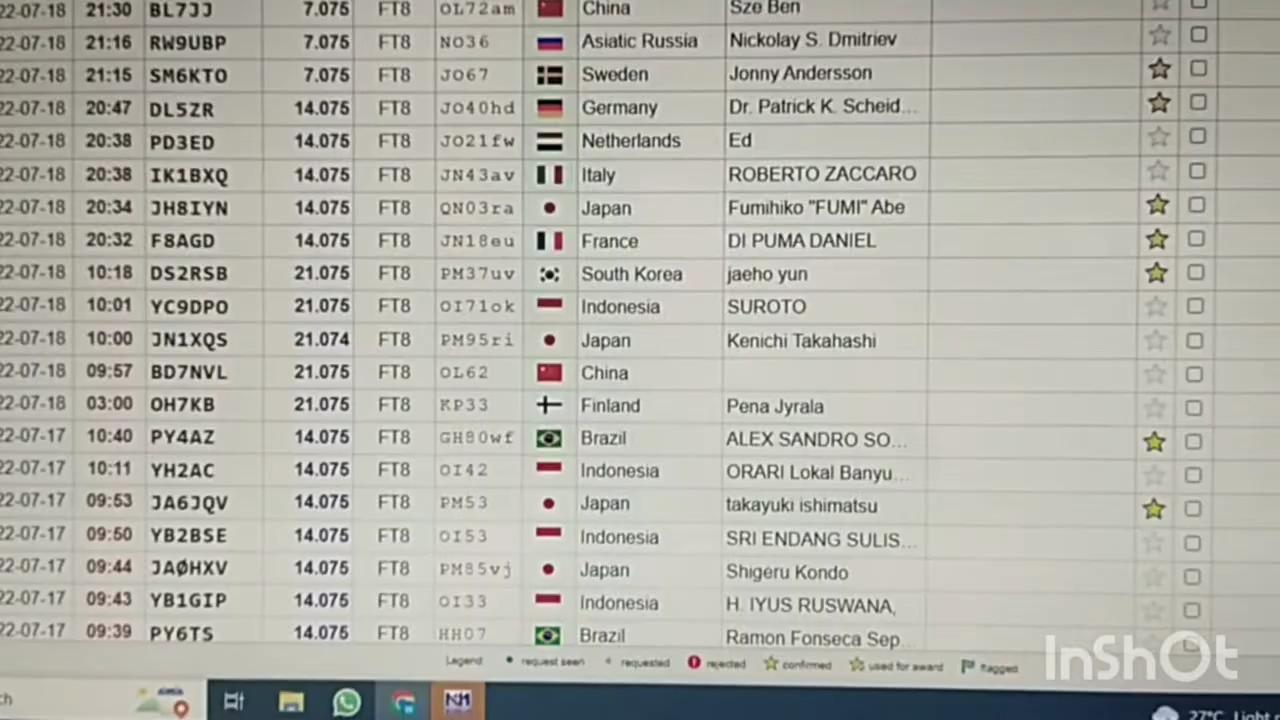 22-07-18 21:30 BL7JJ 7.075 FT8 OL72am China Sze Ben
22-07-18 21:16 RW9UBP 7.075 FT8 NO36 Asiatic Russia Nickolay S. Dmitriev
22-07-18 21:15 SM6KTO 7.075 FT8 JO67 Sweden Jonny Andersson
22-07-18 20:47 DL5ZR 14.075 FT8 JO40hd Germany Dr. Patrick K. Scheid...
22-07-18 20:38 PD3ED 14.075 FT8 JO21fw Netherlands Ed
22-07-18 20:38 IK1BXQ 14.075 FT8 JN43av Italy ROBERTO ZACCARO
22-07-18 20:34 JH8IYN 14.075 FT8 QN03ra Japan Fumihiko "FUMI" Abe
22-07-18 20:32 F8AGD 14.075 FT8 JN18eu France DI PUMA DANIEL
22-07-18 10:18 DS2RSB 21.075 FT8 PM37uv South Korea jaeho yun
22-07-18 10:01 YC9DPO 21.075 FT8 OI71ok Indonesia SUROTO
22-07-18 10:00 JN1XQS 21.074 FT8 PM95ri Japan Kenichi Takahashi
22-07-18 09:57 BD7NVL 21.075 FT8 OL62 China
22-07-18 03:00 OH7KB 21.075 FT8 KP33 Finland Pena Jyrala
22-07-17 10:40 PY4AZ 14.075 FT8 GH80wf Brazil ALEX SANDRO SO...
22-07-17 10:11 YH2AC 14.075 FT8 OI42 Indonesia ORARI Lokal Banyu...
22-07-17 09:53 JA6JQV 14.075 FT8 PM53 Japan takayuki ishimatsu
22-07-17 09:50 YB2BSE 14.075 FT8 OI53 Indonesia SRI ENDANG SULIS...
22-07-17 09:44 JAØHXV 14.075 FT8 PM85vj Japan Shigeru Kondo
22-07-17 09:43 YB1GIP 14.075 FT8 OI33 Indonesia H. IYUS RUSWANA,
22-07-17 09:39 PY6TS 14.075 FT8 HH07 Brazil Ramon Fonseca Sep...
Legend request seen requested rejected confirmed used for award flagged
InShOt
ch 27°C Light